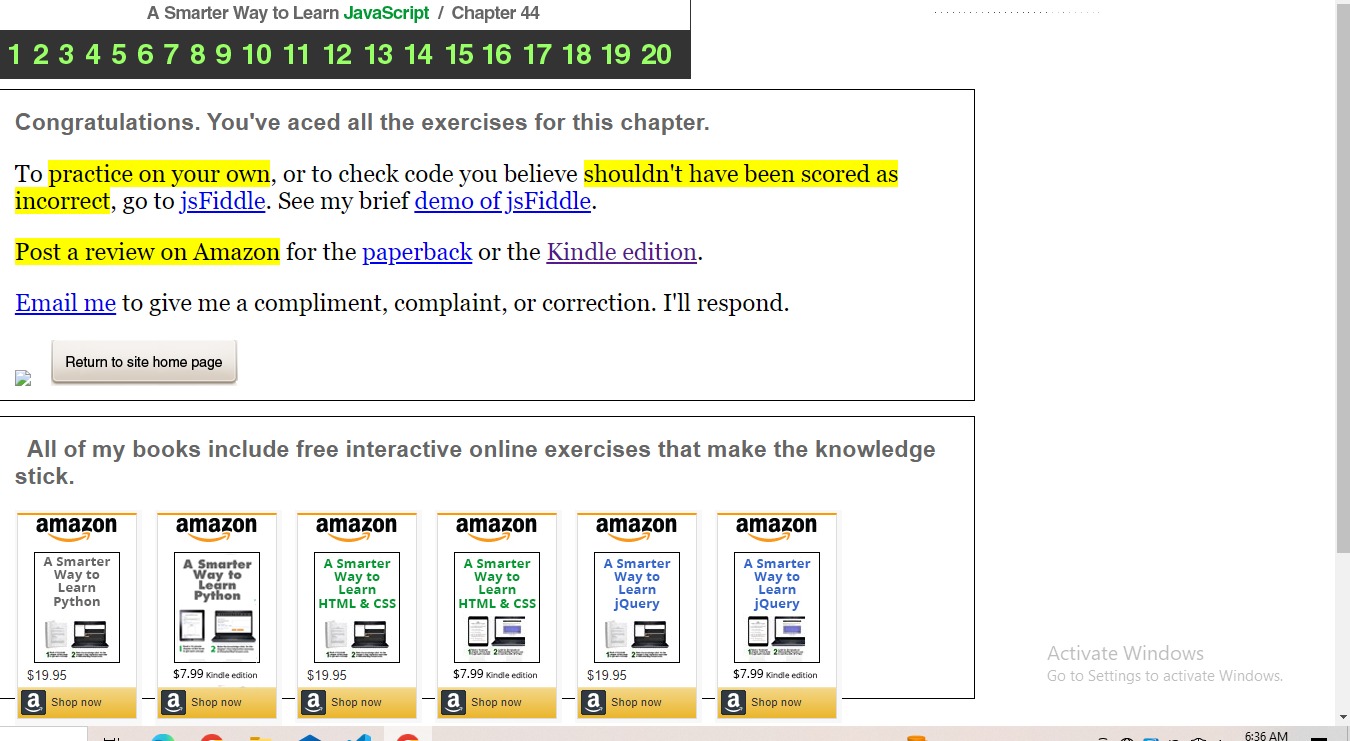 A Smarter Way to Learn JavaScript / Chapter 44
1 2 3 4 5 6 7 8 9 10 11 12 13 14 15 16 17 18 19 20
Congratulations. You've aced all the exercises for this chapter.
To practice on your own, or to check code you believe shouldn't have been scored as
incorrect, go to jsFiddle. See my brief demo of jsFiddle.
Post a review on Amazon for the paperback or the Kindle edition.
Email me to give me a compliment, complaint, or correction. I'll respond.
Return to site home page
All of my books include free interactive online exercises that make the knowledge
stick.
amazon amazon amazon amazon amazon amazon
A Smarter A Smarter A Smarter A Smarter A Smarter A Smarter
Way to Way to Way to Way to Way to Way to
Learn Learn Learn Learn Learn Learn
Python Python HTML & CSS HTML & CSS jQuery jQuery
$19.95 $7.99 Kindle edition $19.95 $7.99 Kindle edition $19.95 $7.99 Kindle edition
a Shop now a Shop now a Shop now a Shop now a Shop now a Shop now
Activate Windows
Go to Settings to activate Windows.
6:36 AM